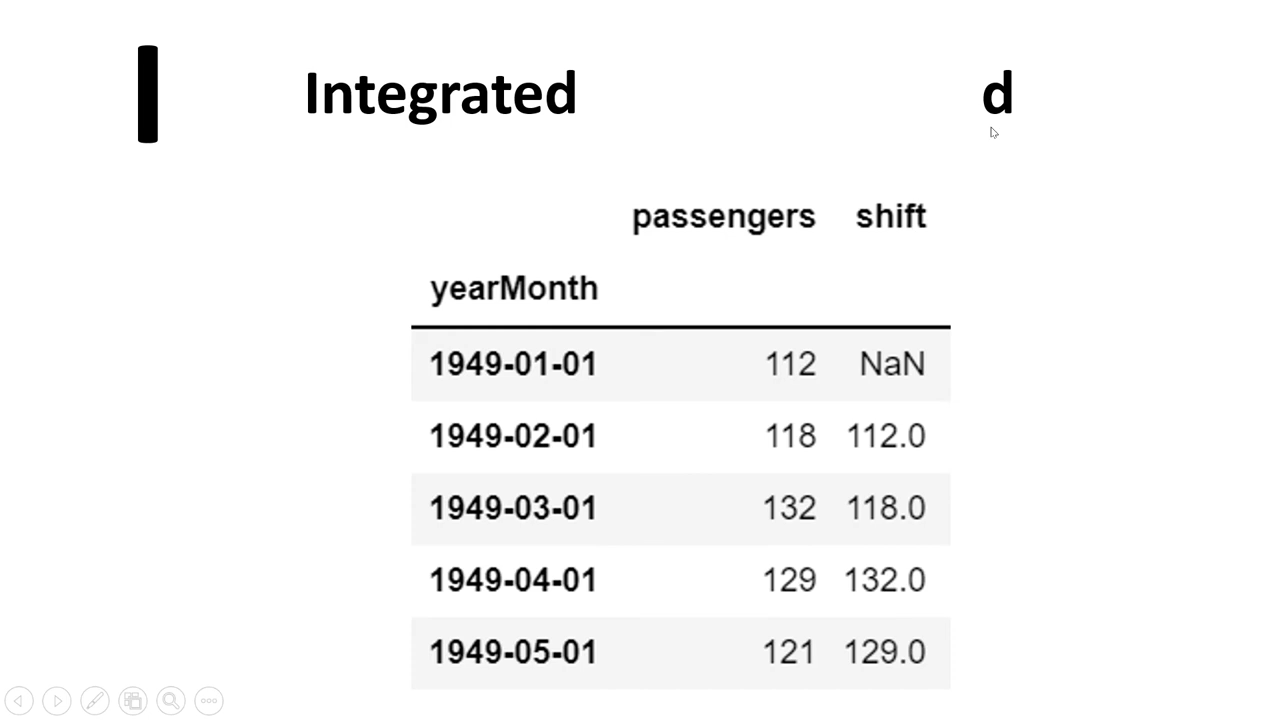 I Integrated d
passengers shift
yearMonth
1949-01-01 112 NaN
1949-02-01 118 112.0
1949-03-01 132 118.0
1949-04-01 129 132.0
1949-05-01 121 129.0